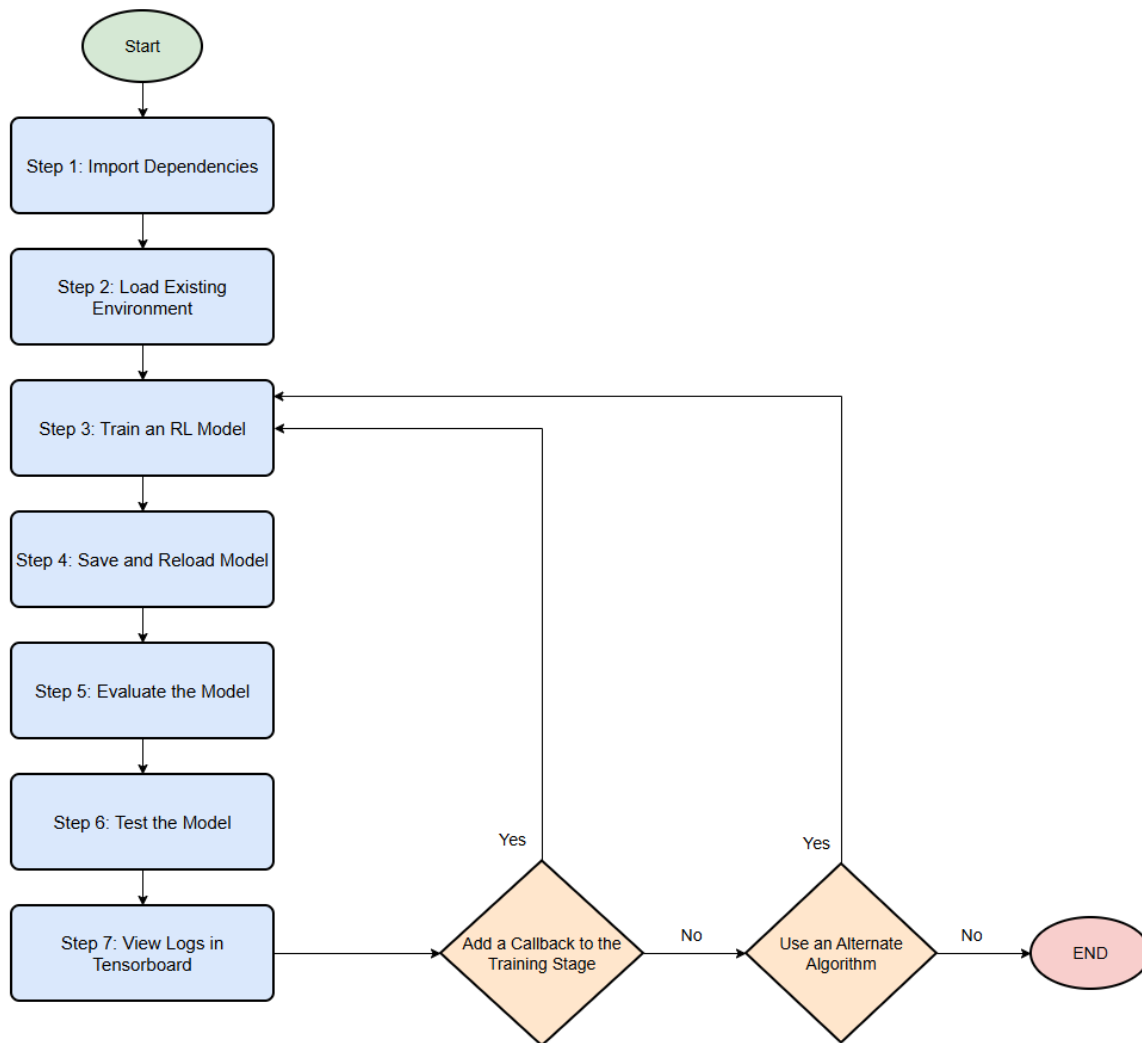 Start
Step 1: Import Dependencies
Step 2: Load Existing
Environment
Step 3: Train an RL Model
Step 4: Save and Reload Model
Step 5: Evaluate the Model
Step 6: Test the Model
Step 7: View Logs in
Tensorboard
Yes
Add a Callback to the
Training Stage
No
Yes
Use an Alternate
Algorithm
No
END